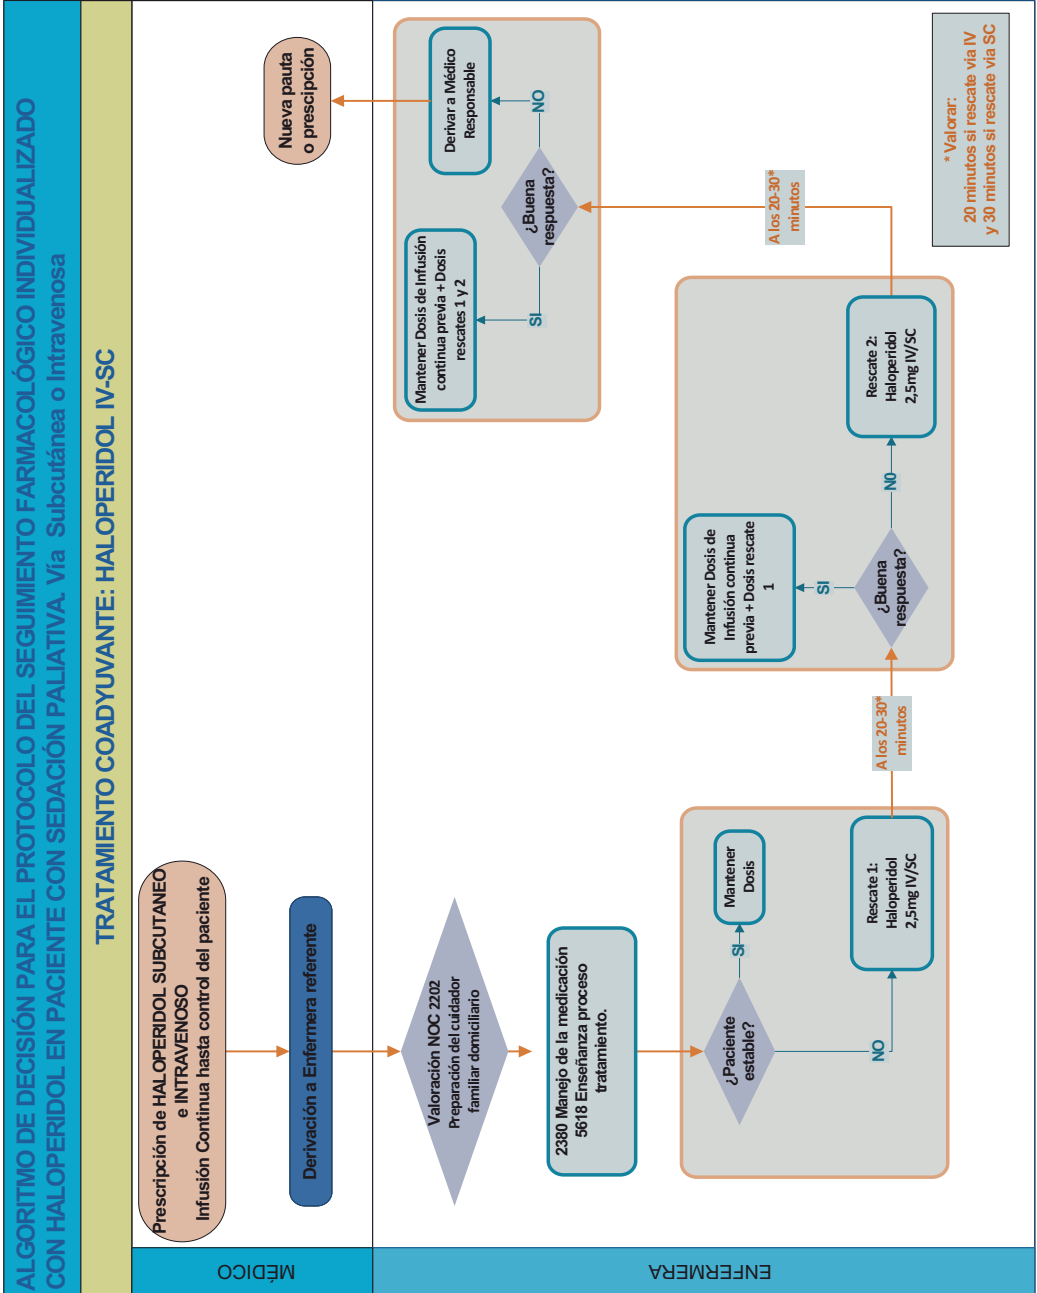 ALGORITMO DE DECISIÓN PARA EL PROTOCOLO DEL SEGUIMIENTO FARMACOLÓGICO INDIVIDUALIZADO
CON HALOPERIDOL EN PACIENTE CON SEDACIÓN PALIATIVA. Vía Subcutánea o Intravenosa
TRATAMIENTO COADYUVANTE: HALOPERIDOL IV-SC
MÉDICO
Prescripción de HALOPERIDOL SUBCUTANEO
e INTRAVENOSO
Infusión Continua hasta control del paciente
Derivación a Enfermera referente
Nueva pauta
o prescipción
ENFERMERA
Valoración NOC 2202
Preparación del cuidador
familiar domiciliario
2380 Manejo de la medicación
5618 Enseñanza proceso
tratamiento.
¿Paciente
estable?
SI
Mantener
Dosis
NO
Rescate 1:
Haloperidol
2,5mg IV/SC
A los 20-30*
minutos
¿Buena
respuesta?
SI
Mantener Dosis de
Infusión continua
previa + Dosis rescate
1
N0
Rescate 2:
Haloperidol
2,5mg IV/SC
A los 20-30*
minutos
¿Buena
respuesta?
SI
Mantener Dosis de Infusión
continua previa + Dosis
rescates 1 y 2
NO
Derivar a Médico
Responsable
* Valorar:
20 minutos si rescate via IV
y 30 minutos si rescate via SC